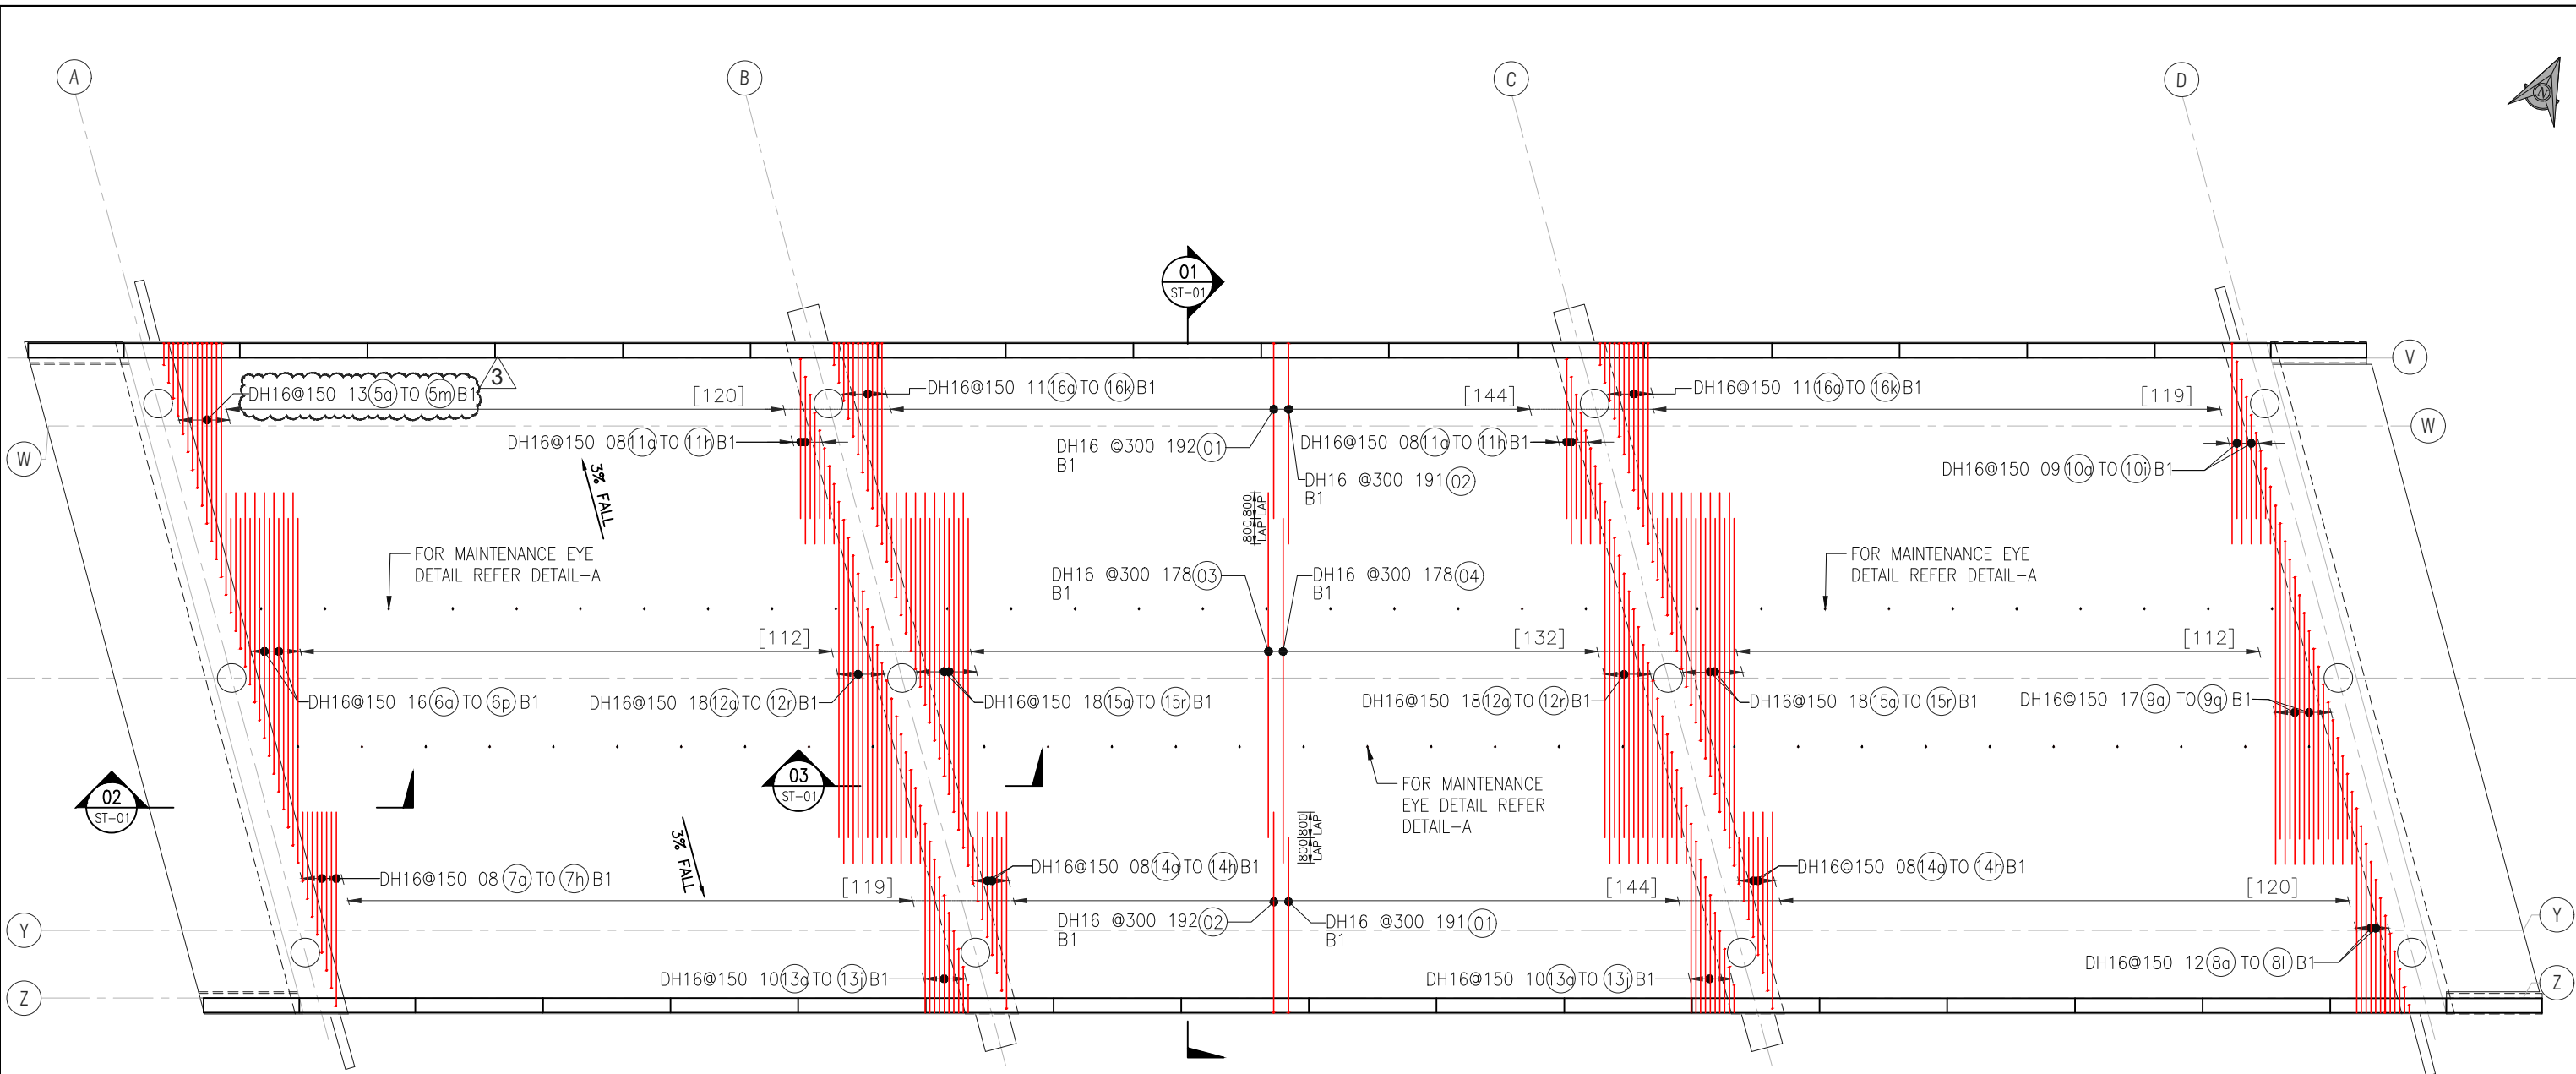 A
B
C
D
N
01
ST-01
V
3
DH16@150 13 5a TO 5m B1
[120]
DH16@150 11 16a TO 16k B1
[144]
DH16@150 11 16a TO 16k B1
[119]
W
W
DH16@150 08 11a TO 11h B1
DH16 @300 192 01
B1
DH16@150 08 11a TO 11h B1
DH16@150 09 10a TO 10i B1
3% FALL
DH16 @300 191 02
B1
800 800
LAP LAP
FOR MAINTENANCE EYE
DETAIL REFER DETAIL-A
FOR MAINTENANCE EYE
DETAIL REFER DETAIL-A
DH16 @300 178 03
B1
DH16 @300 178 04
B1
[112]
[132]
[112]
DH16@150 16 6a TO 6p B1
DH16@150 18 12a TO 12r B1
DH16@150 18 15a TO 15r B1
DH16@150 18 12a TO 12r B1
DH16@150 18 15a TO 15r B1
DH16@150 17 9a TO 9q B1
02
ST-01
03
ST-01
FOR MAINTENANCE
EYE DETAIL REFER
DETAIL-A
3% FALL
800 800
LAP LAP
DH16@150 08 7a TO 7h B1
[119]
DH16@150 08 14a TO 14h B1
[144]
DH16@150 08 14a TO 14h B1
[120]
Y
Y
DH16 @300 192 02
B1
DH16 @300 191 01
B1
DH16@150 10 13a TO 13j B1
DH16@150 10 13a TO 13j B1
DH16@150 12 8a TO 8l B1
Z
Z